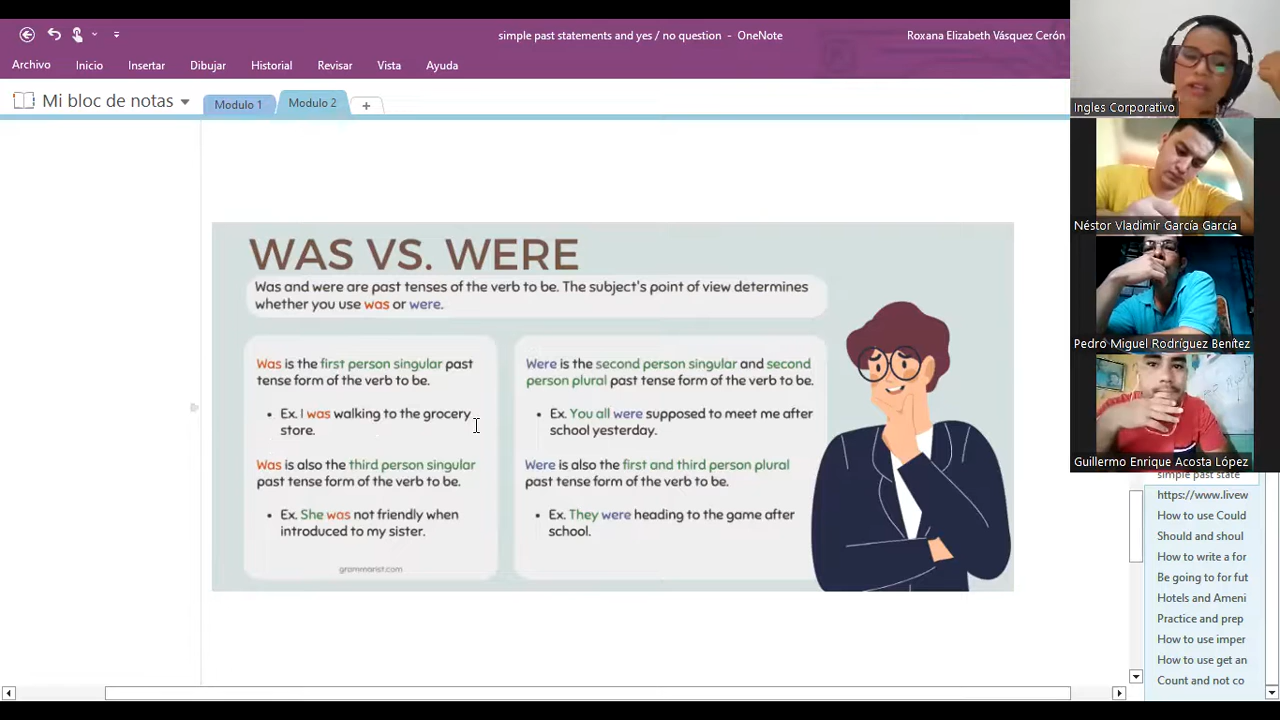 simple past statements and yes / no question - OneNote
Roxana Elizabeth Vásquez Cerón
Archivo
Inicio
Insertar
Dibujar
Historial
Revisar
Vista
Ayuda
Mi bloc de notas
Modulo 1
Modulo 2
Ingles Corporativo
Néstor Vladimir García García
Pedro Miguel Rodríguez Benítez
Guillermo Enrique Acosta López
WAS VS. WERE
Was and were are past tenses of the verb to be. The subject's point of view determines
whether you use was or were.
Was is the first person singular past
tense form of the verb to be.
• Ex. I was walking to the grocery
store.
Was is also the third person singular
past tense form of the verb to be.
• Ex. She was not friendly when
introduced to my sister.
grammarist.com
Were is the second person singular and second
person plural past tense form of the verb to be.
• Ex. You all were supposed to meet me after
school yesterday.
Were is also the first and third person plural
past tense form of the verb to be.
• Ex. They were heading to the game after
school.
simple past state
https://www.livew
How to use Could
Should and shoul
How to write a for
Be going to for fut
Hotels and Ameni
Practice and prep
How to use imper
How to use get an
Count and not co